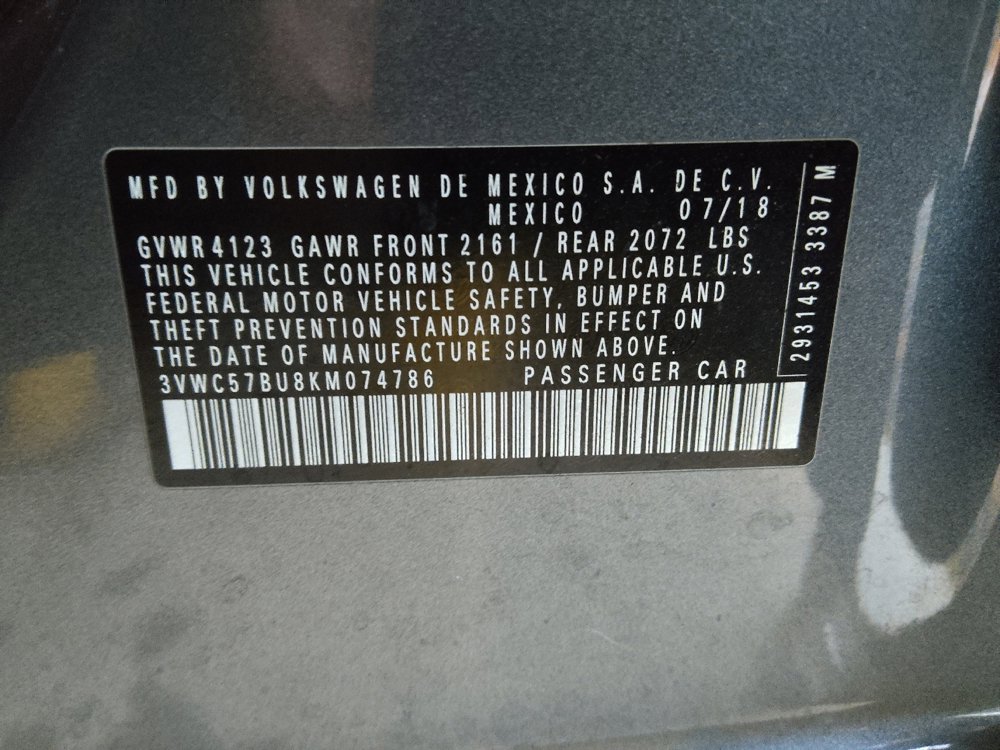 MFD BY VOLKSWAGEN DE MEXICO S.A. DE C.V.
MEXICO 07/18
GVWR 4123 GAWR FRONT 2161 / REAR 2072 LBS
THIS VEHICLE CONFORMS TO ALL APPLICABLE U.S.
FEDERAL MOTOR VEHICLE SAFETY, BUMPER AND
THEFT PREVENTION STANDARDS IN EFFECT ON
THE DATE OF MANUFACTURE SHOWN ABOVE.
3VWC57BU8KM074786 PASSENGER CAR
2931453 3387 M